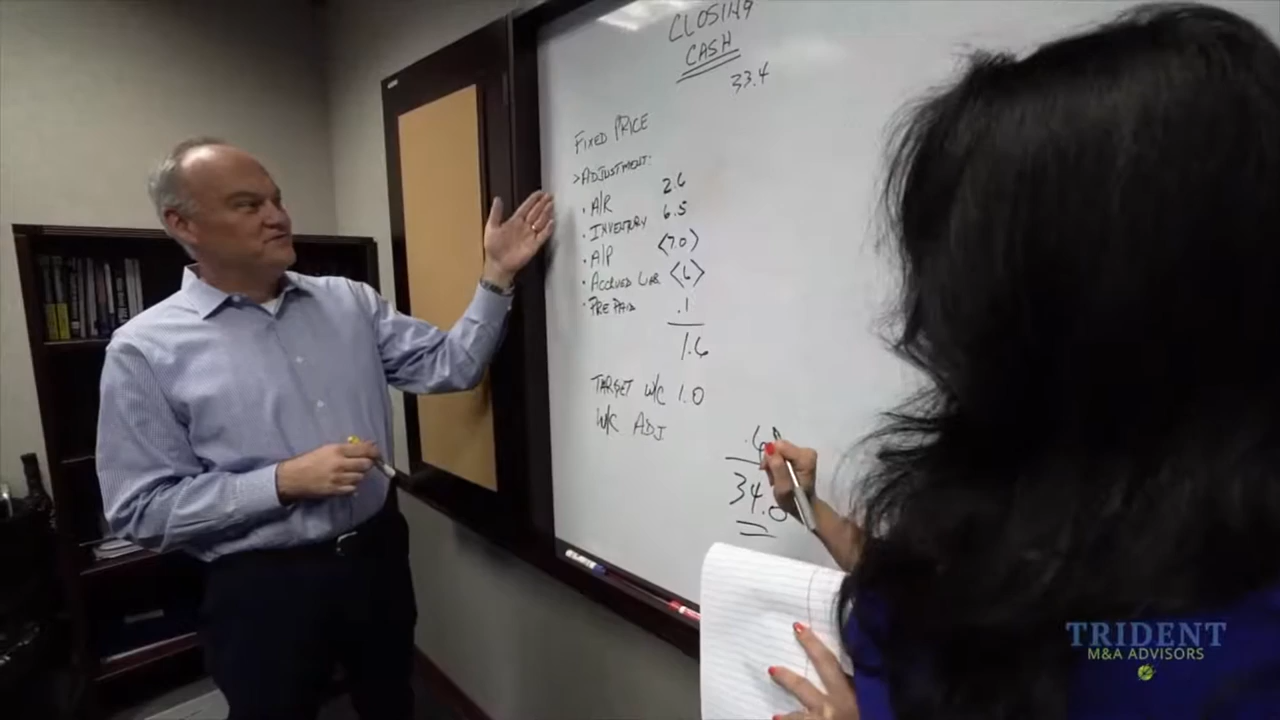 CLOSING
CASH
33.4
FIXED PRICE
>ADJUSTMENT:
• A/R 2.6
• INVENTORY 6.5
• A/P <7.0>
• ACCRUED LIAB <.6>
• PREPAID .1
1.6
TARGET W/C 1.0
W/C ADJ .6
34.0
TRIDENT
M&A ADVISORS